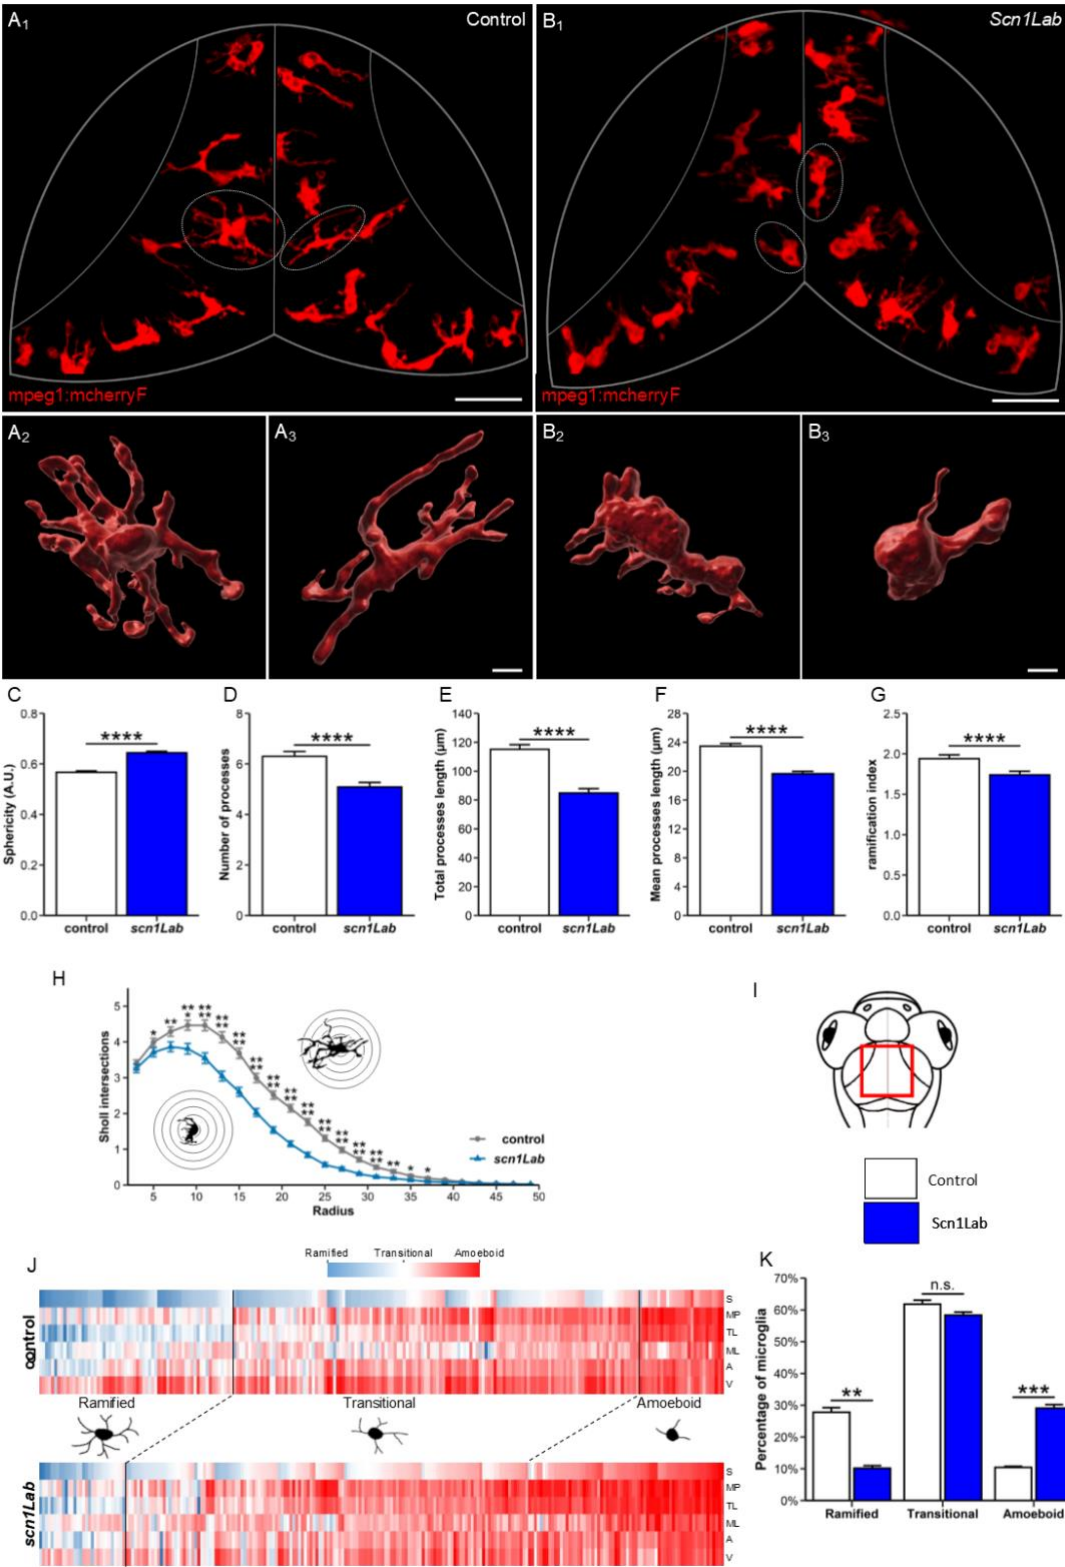 A1
Control
B1
Scn1Lab
mpeg1:mcherryF
mpeg1:mcherryF
A2
A3
B2
B3
C
Sphericity (A.U.)
0.8
0.6
0.4
0.2
0.0
****
control
scn1Lab
D
Number of processes
8
6
4
2
0
****
control
scn1Lab
E
Total processes length (µm)
140
120
100
80
60
40
20
0
****
control
scn1Lab
F
Mean processes length (µm)
28
24
20
16
12
8
4
0
****
control
scn1Lab
G
ramification index
2.5
2.0
1.5
1.0
0.5
0.0
****
control
scn1Lab
H
Sholl intersections
5
4
3
2
1
0
5
10
15
20
25
30
35
40
45
50
Radius
control
scn1Lab
I
Control
Scn1Lab
J
Ramified
Transitional
Amoeboid
control
S
MP
TL
ML
A
V
Ramified
Transitional
Amoeboid
scn1Lab
S
MP
TL
ML
A
V
K
Percentage of microglia
70%
60%
50%
40%
30%
20%
10%
0%
**
n.s.
***
Ramified
Transitional
Amoeboid